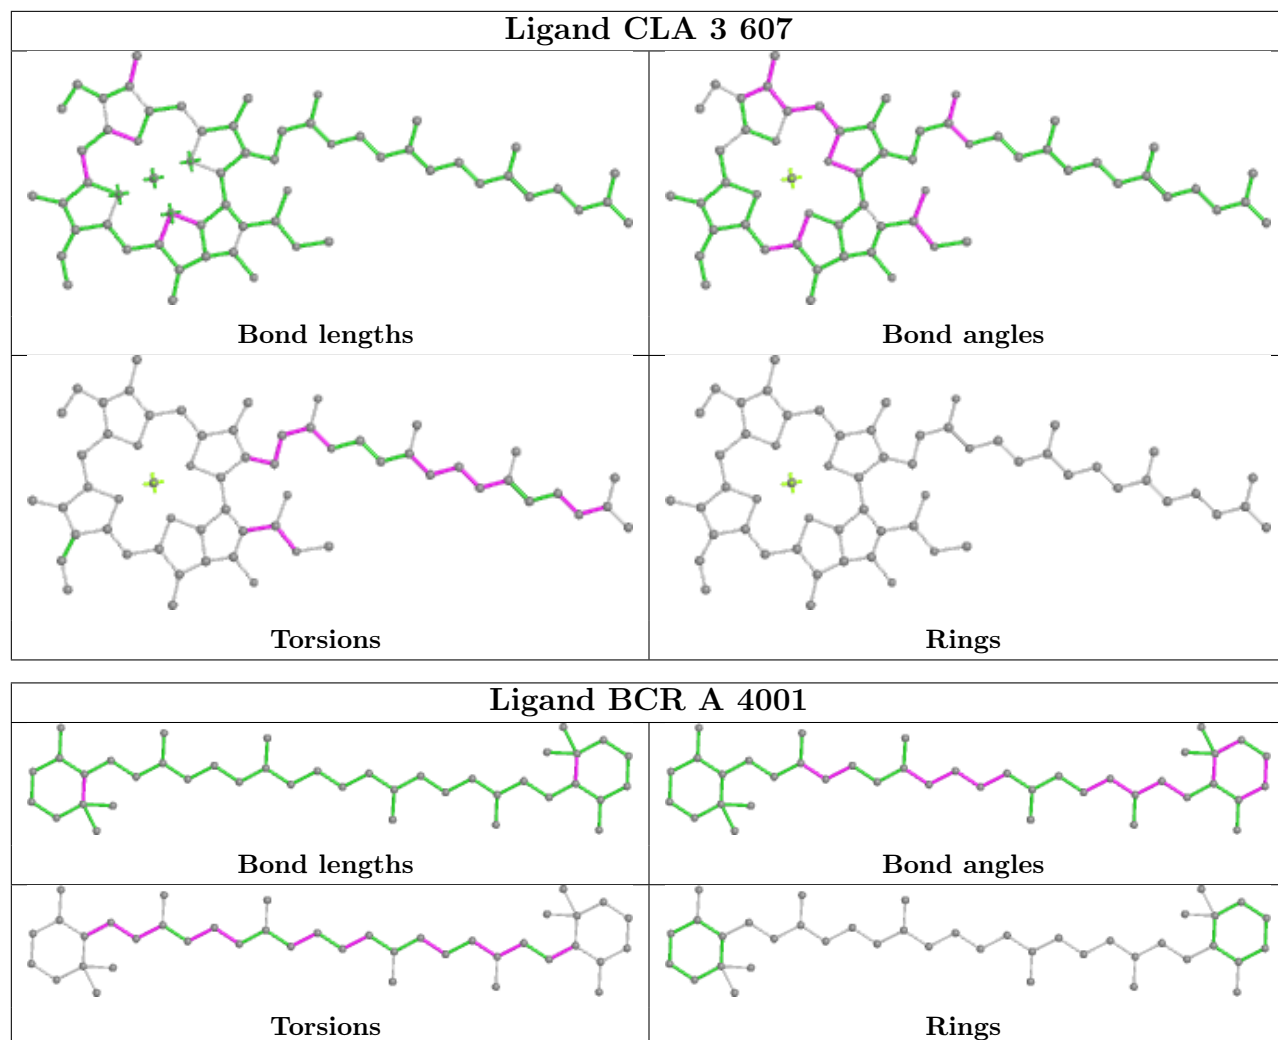 Ligand CLA 3 607
Bond lengths
Bond angles
Torsions
Rings
Ligand BCR A 4001
Bond lengths
Bond angles
Torsions
Rings